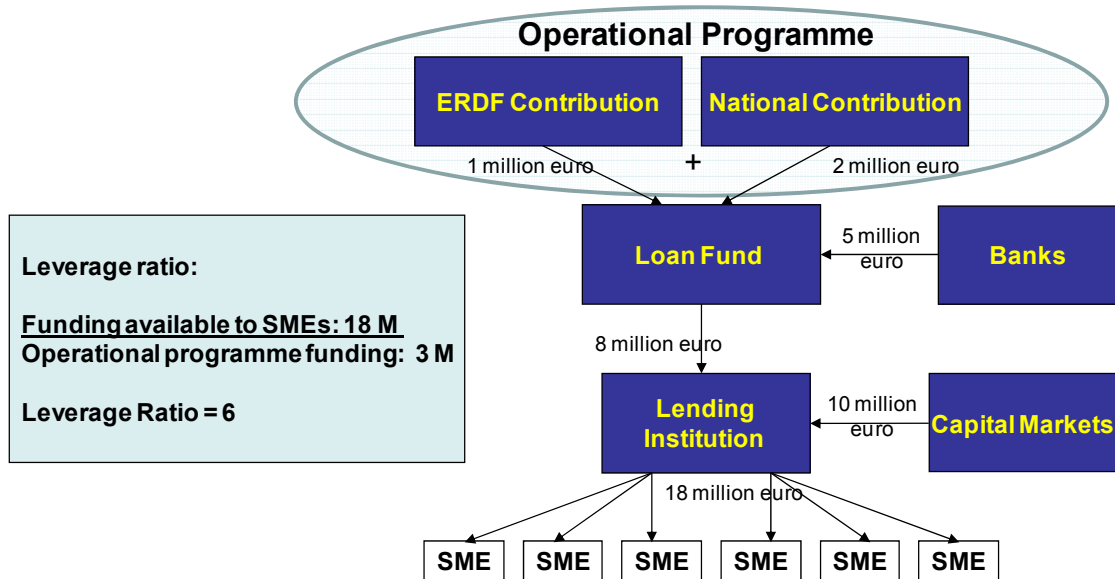 Operational Programme
ERDF Contribution
National Contribution
1 million euro
+
2 million euro
Loan Fund
5 million
euro
Banks
Leverage ratio:
Funding available to SMEs: 18 M
Operational programme funding: 3 M
Leverage Ratio = 6
8 million euro
Lending
Institution
10 million
euro
Capital Markets
18 million euro
SME
SME
SME
SME
SME
SME